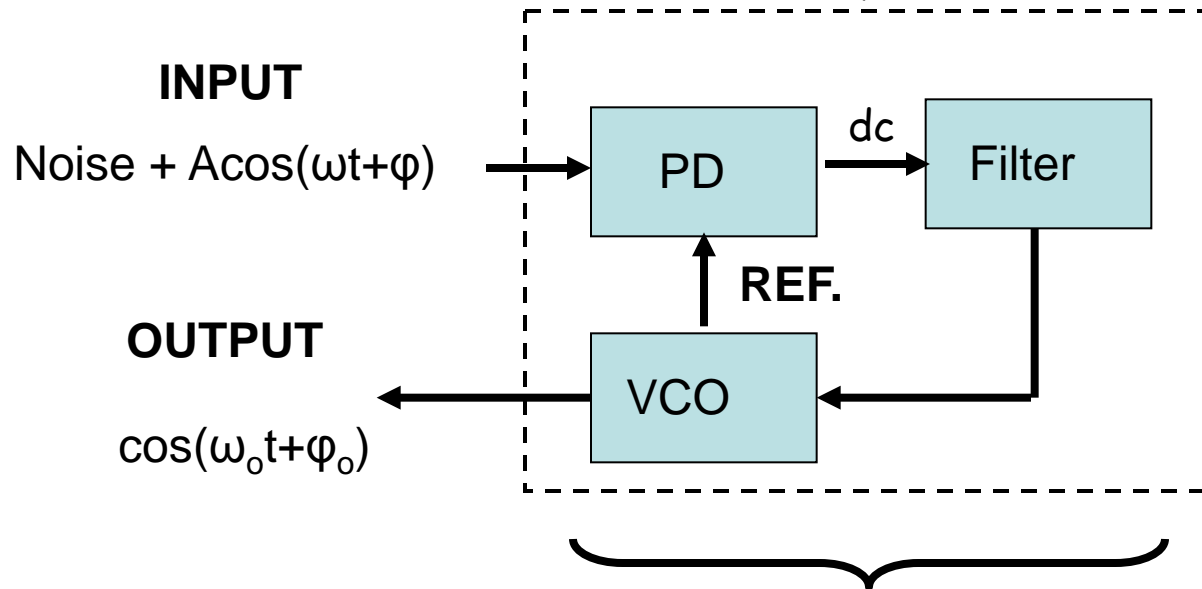 INPUT
Noise + Acos(ωt+φ)
PD
dc
Filter
REF.
OUTPUT
VCO
cos(ωₒt+φₒ)